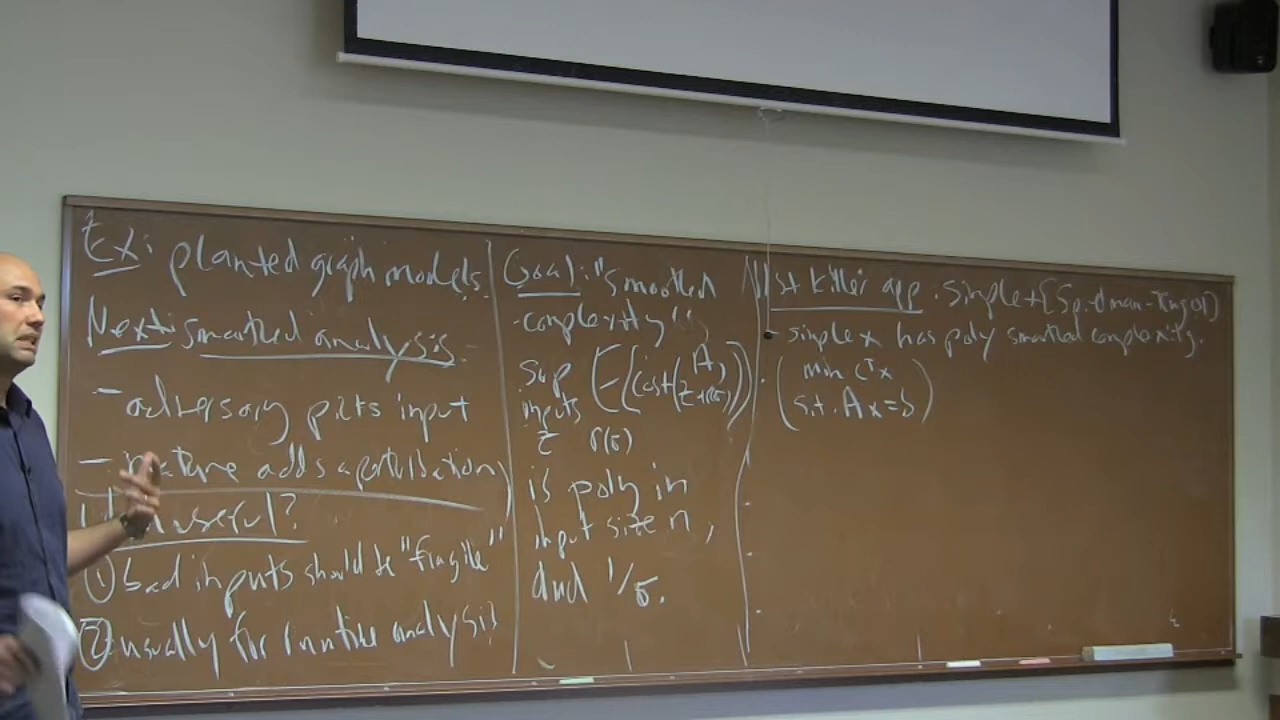 Ex: planted graph models.
Next: smoothed analysis.
- adversary picks input
- nature adds a perturbation
useful?
① bad inputs should be "fragile"
② usually for runtime analysis
Goal: "smoothed
complexity"
sup E[cost(A,
inputs z
r(σ)
is poly in
input size n,
and 1/σ.
1st killer app: simplex [Spielman-Teng 01]
- simplex has poly smoothed complexity.
(min cᵀx
s.t. Ax=b)